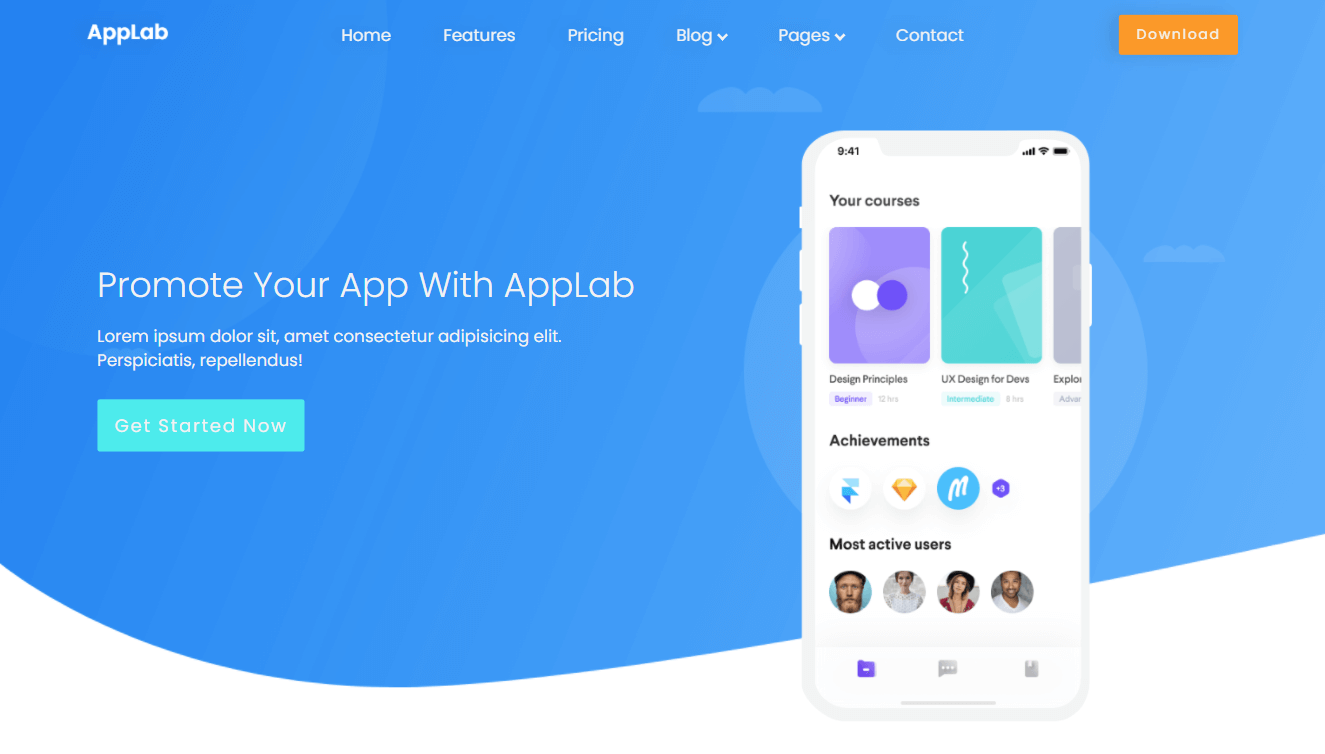 AppLab
Home Features Pricing Blog Pages Contact
Download
Promote Your App With AppLab
Lorem ipsum dolor sit, amet consectetur adipisicing elit.
Perspiciatis, repellendus!
Get Started Now
9:41
Your courses
Design Principles UX Design for Devs Explor
Beginner 12 hrs Intermediate 8 hrs Advan
Achievements
+3
Most active users